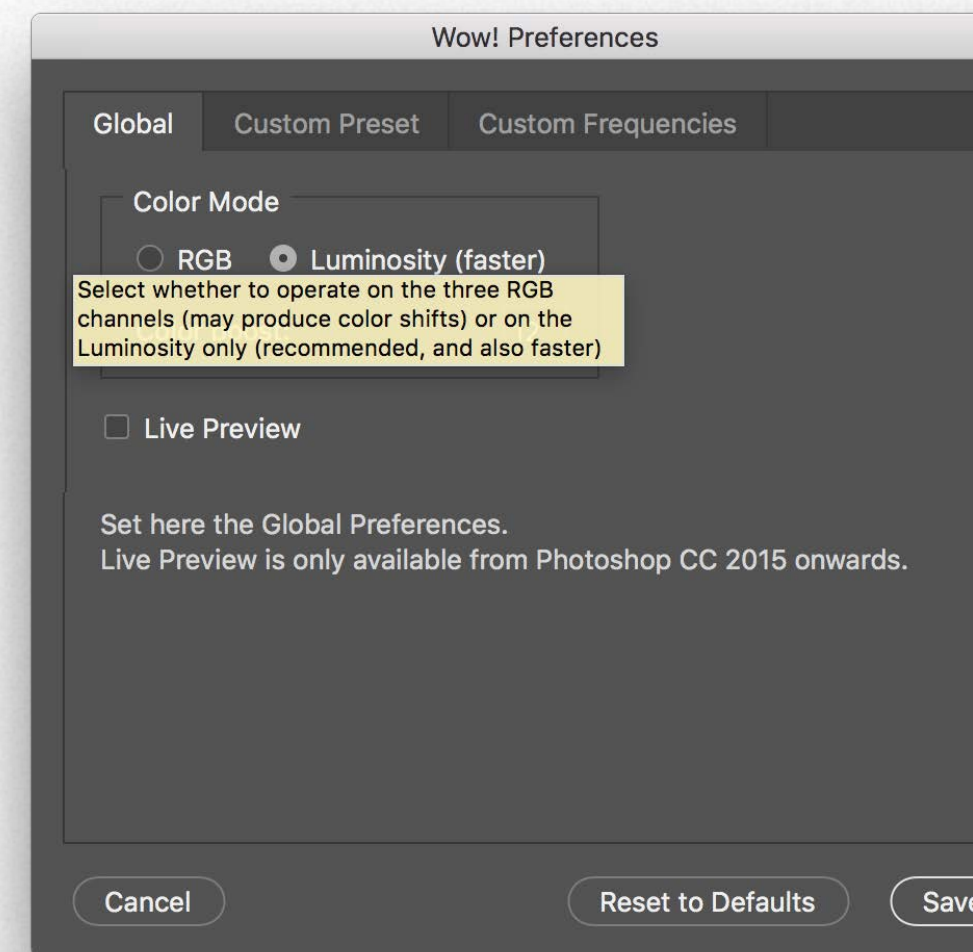 Wow! Preferences
Global Custom Preset Custom Frequencies
Color Mode
RGB Luminosity (faster)
Select whether to operate on the three RGB
channels (may produce color shifts) or on the
Luminosity only (recommended, and also faster)
Live Preview
Set here the Global Preferences.
Live Preview is only available from Photoshop CC 2015 onwards.
Cancel Reset to Defaults Save